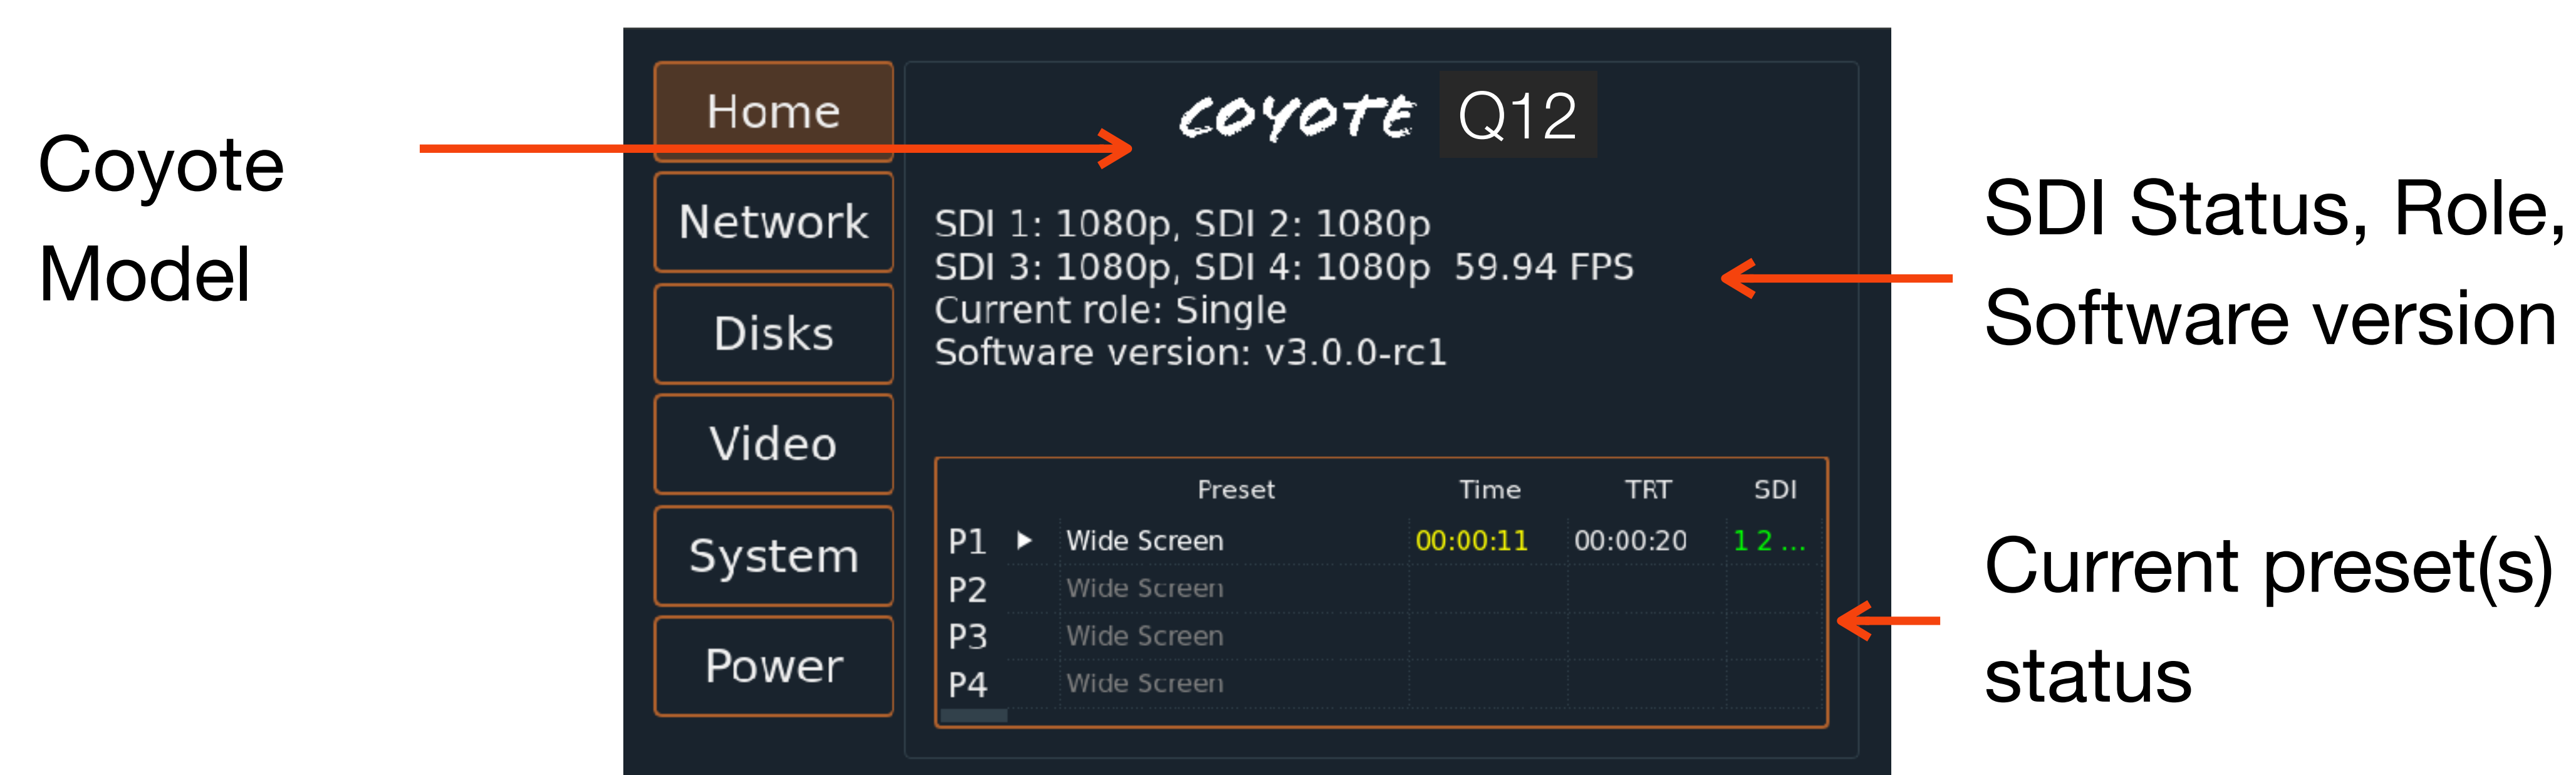 Coyote
Model
Home
Network
Disks
Video
System
Power
COYOTE Q12
SDI 1: 1080p, SDI 2: 1080p
SDI 3: 1080p, SDI 4: 1080p 59.94 FPS
Current role: Single
Software version: v3.0.0-rc1
Preset Time TRT SDI
P1 Wide Screen 00:00:11 00:00:20 1 2 ...
P2 Wide Screen
P3 Wide Screen
P4 Wide Screen
SDI Status, Role,
Software version
Current preset(s)
status